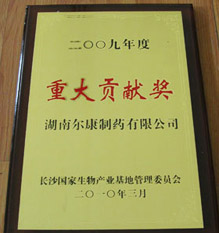 二〇〇九年度
重大贡献奖
湖南尔康制药有限公司
长沙国家生物产业基地管理委员会
二〇一〇年三月